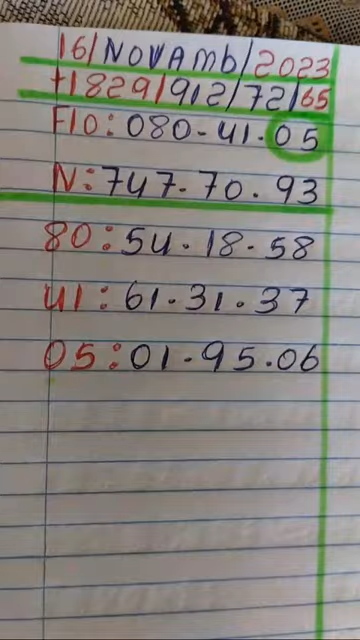 16/NOVAMb/2023
+1829/912/72/65
FlO:080-41-05
N:747-70-93
80:54-18-58
41:61-31-37
05:01-95-06